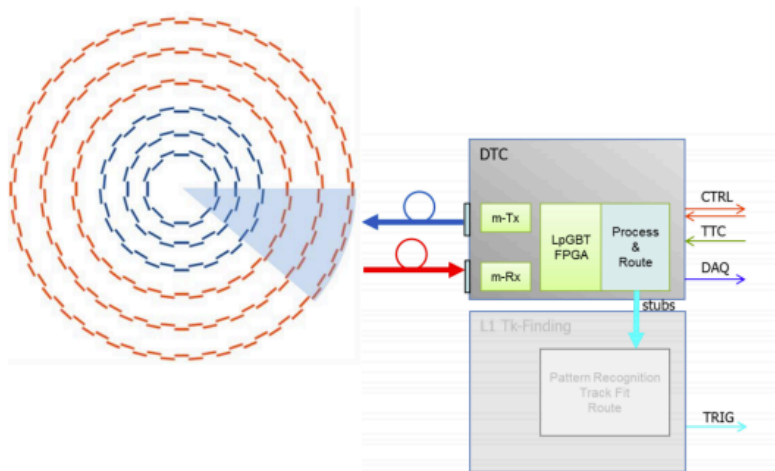 DTC
m-Tx
m-Rx
LpGBT
FPGA
Process
&
Route
CTRL
TTC
DAQ
stubs
L1 Tk-Finding
Pattern Recognition
Track Fit
Route
TRIG